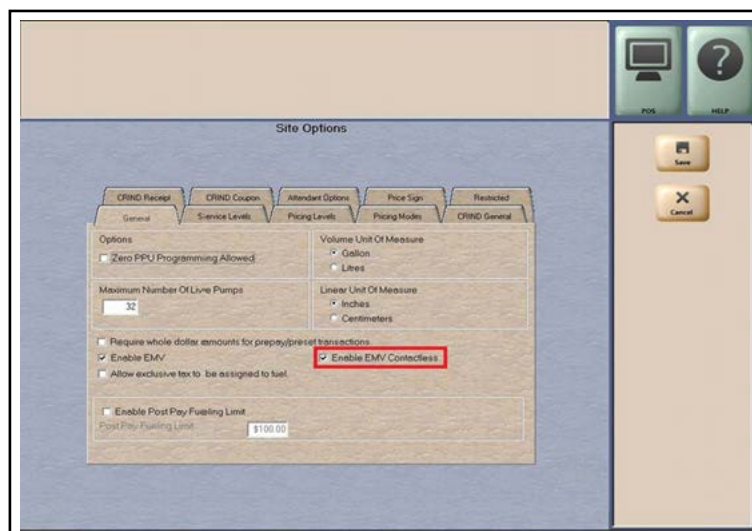 POS
HELP
Site Options
Save
Cancel
CRIND Receipt
CRIND Coupon
Attendant Options
Price Sign
Restricted
General
Service Levels
Pricing Levels
Pricing Modes
CRIND General
Options
Zero PPU Programming Allowed
Volume Unit Of Measure
Gallon
Litres
Maximum Number Of Live Pumps
32
Linear Unit Of Measure
Inches
Centimeters
Require whole dollar amounts for prepay/preset transactions
Enable EMV
Enable EMV Contactless
Allow exclusive tax to be assigned to fuel.
Enable Post Pay Fueling Limit
Post Pay Fueling Limit
$100.00